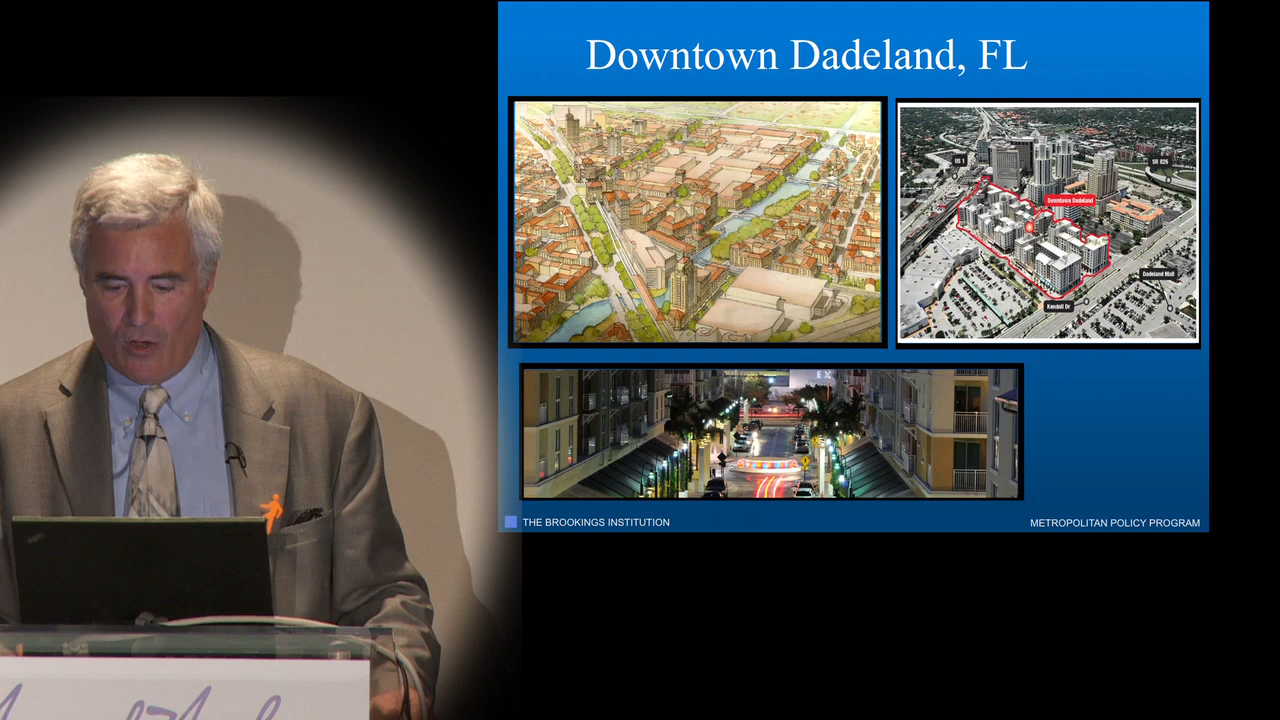 Downtown Dadeland, FL
US 1
SR 826
Downtown Dadeland
Dadeland Mall
Kendall Dr
EX
THE BROOKINGS INSTITUTION
METROPOLITAN POLICY PROGRAM